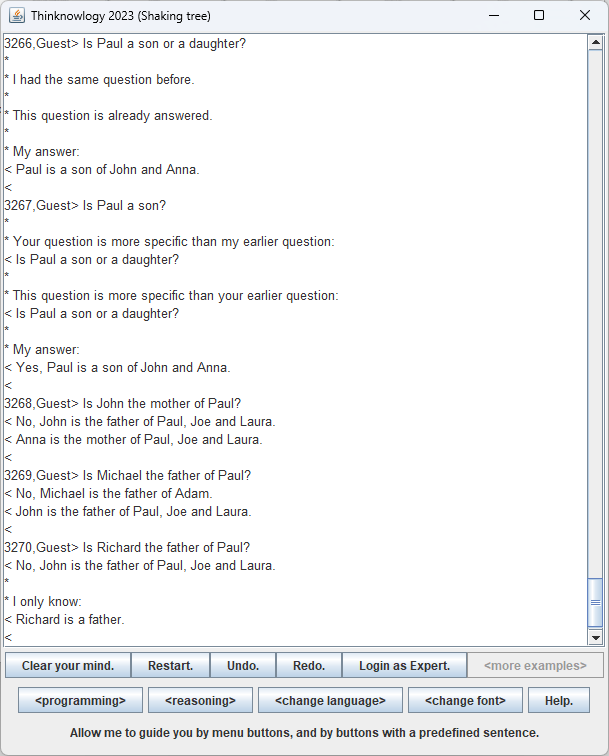 Thinknowlogy 2023 (Shaking tree)
3266,Guest> Is Paul a son or a daughter?
*
* I had the same question before.
*
* This question is already answered.
*
* My answer:
< Paul is a son of John and Anna.
<
3267,Guest> Is Paul a son?
*
* Your question is more specific than my earlier question:
< Is Paul a son or a daughter?
*
* This question is more specific than your earlier question:
< Is Paul a son or a daughter?
*
* My answer:
< Yes, Paul is a son of John and Anna.
<
3268,Guest> Is John the mother of Paul?
< No, John is the father of Paul, Joe and Laura.
< Anna is the mother of Paul, Joe and Laura.
<
3269,Guest> Is Michael the father of Paul?
< No, Michael is the father of Adam.
< John is the father of Paul, Joe and Laura.
<
3270,Guest> Is Richard the father of Paul?
< No, John is the father of Paul, Joe and Laura.
*
* I only know:
< Richard is a father.
<
Clear your mind. Restart. Undo. Redo. Login as Expert. <more examples>
<programming> <reasoning> <change language> <change font> Help.
Allow me to guide you by menu buttons, and by buttons with a predefined sentence.